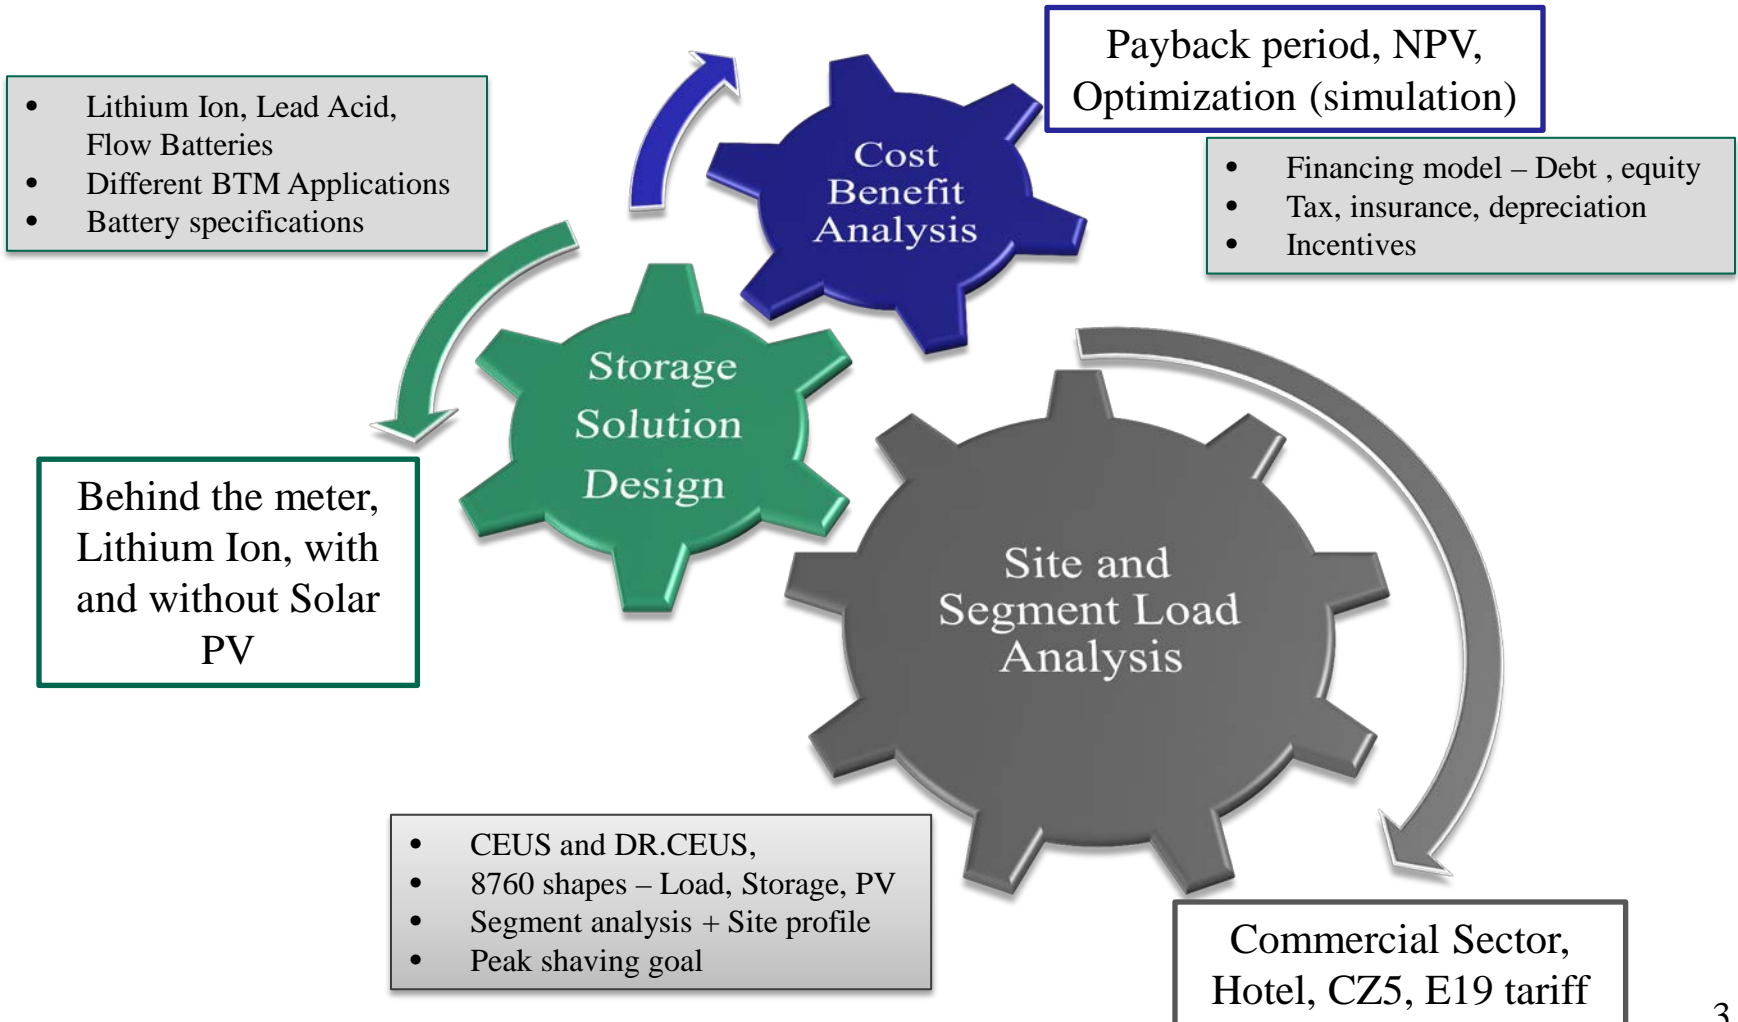 Payback period, NPV,
Optimization (simulation)
• Lithium Ion, Lead Acid,
Flow Batteries
• Different BTM Applications
• Battery specifications
Cost
Benefit
Analysis
• Financing model – Debt , equity
• Tax, insurance, depreciation
• Incentives
Storage
Solution
Design
Behind the meter,
Lithium Ion, with
and without Solar
PV
Site and
Segment Load
Analysis
• CEUS and DR.CEUS,
• 8760 shapes – Load, Storage, PV
• Segment analysis + Site profile
• Peak shaving goal
Commercial Sector,
Hotel, CZ5, E19 tariff
3